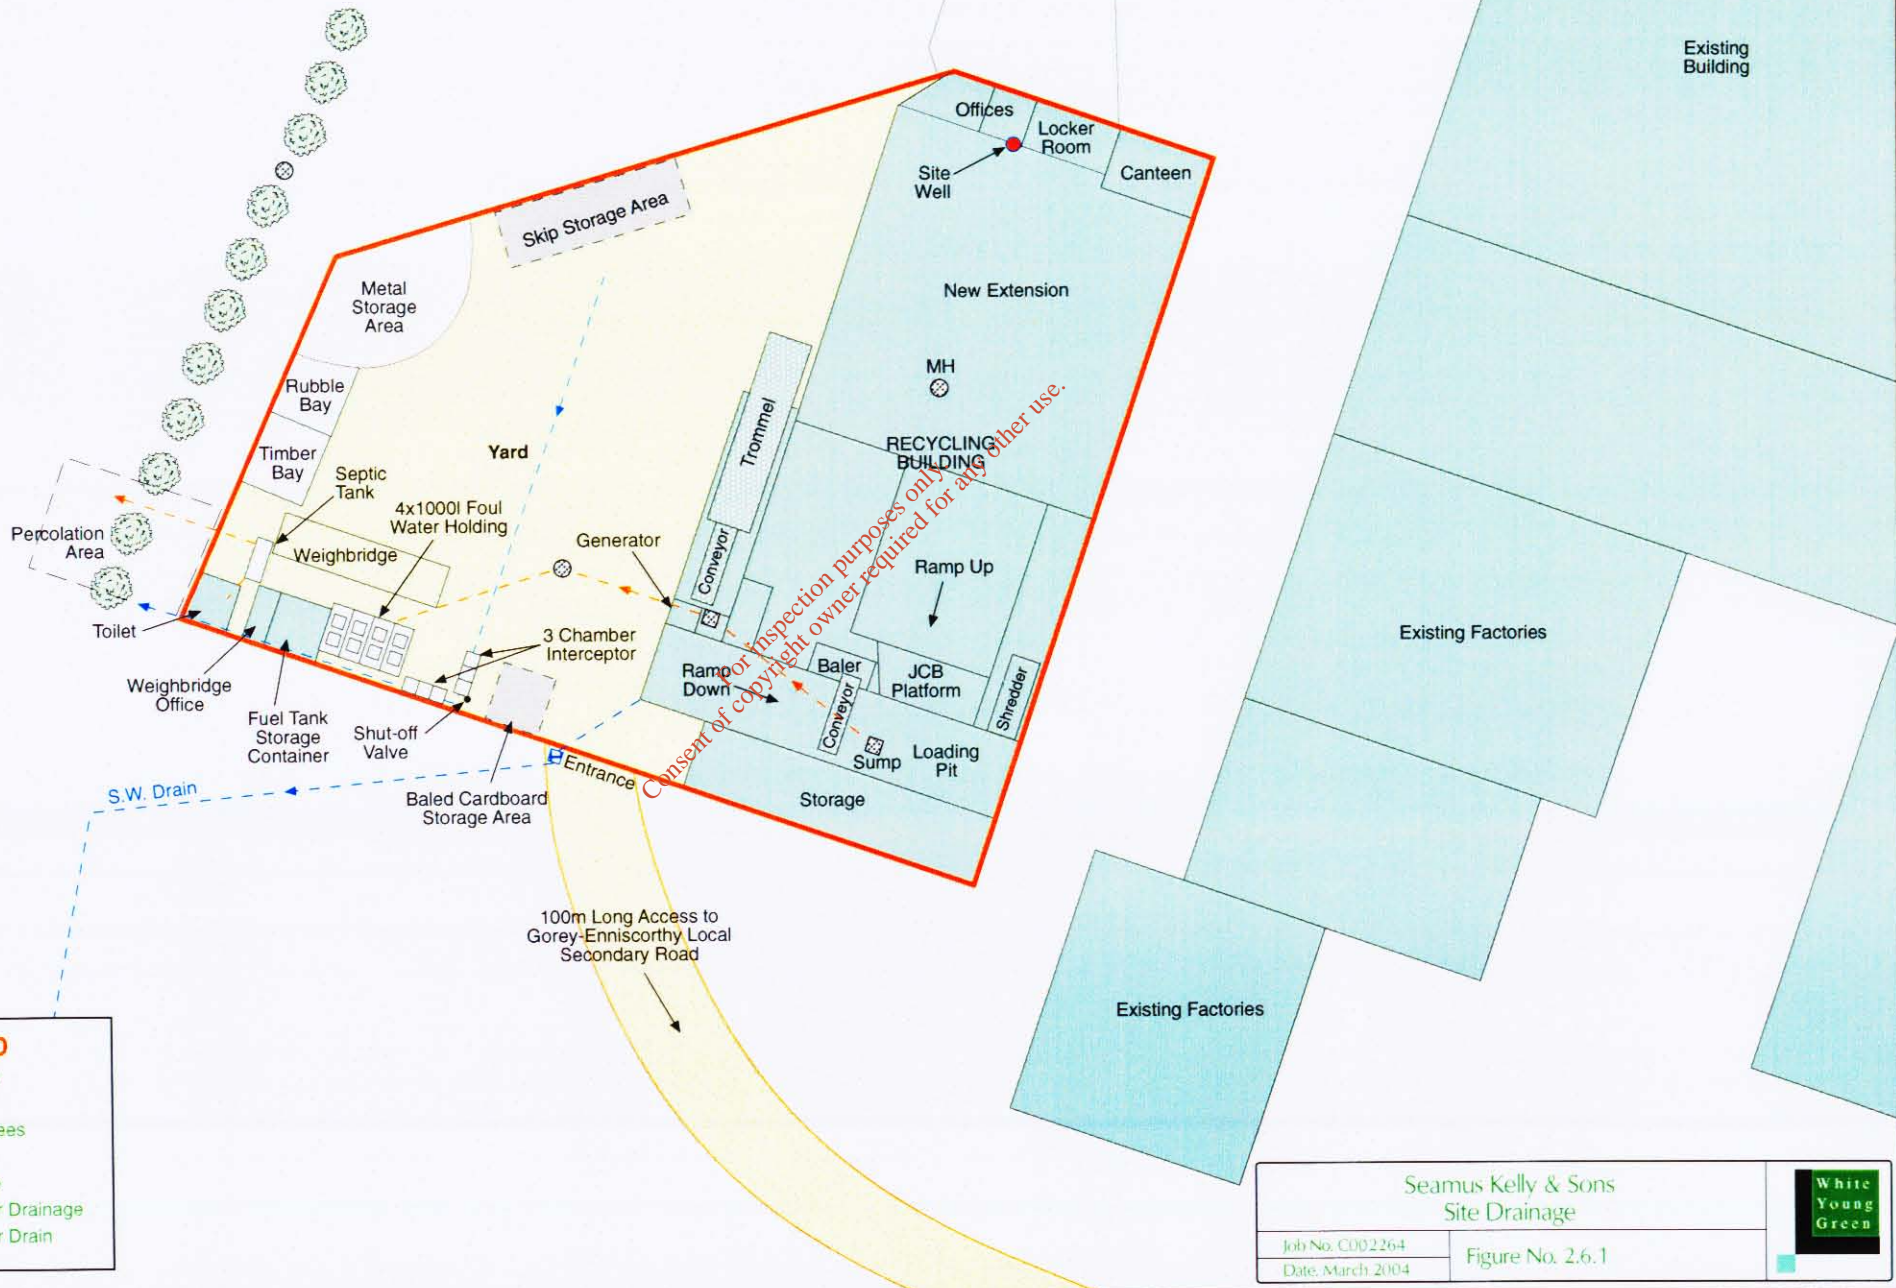 Existing
Building
Offices
Locker
Room
Site
Well
Canteen
Skip Storage Area
New Extension
Metal
Storage
Area
MH
Rubble
Bay
Trommel
RECYCLING
BUILDING
Yard
Timber
Bay
Septic
Tank
4x1000l Foul
Water Holding
Percolation
Area
Weighbridge
Generator
Conveyor
Ramp Up
Toilet
3 Chamber
Interceptor
Existing Factories
Baler
Ramp
Down
JCB
Platform
Shredder
Conveyor
Weighbridge
Office
Fuel Tank
Storage
Container
Shut-off
Valve
Sump
Loading
Pit
Entrance
S.W. Drain
Baled Cardboard
Storage Area
Storage
For inspection purposes only.
Consent of copyright owner required for any other use.
100m Long Access to
Gorey-Enniscorthy Local
Secondary Road
Existing Factories
D
ees
r Drainage
r Drain
Seamus Kelly & Sons
Site Drainage
Job No. C002264
Date. March 2004
Figure No. 2.6.1
White
Young
Green